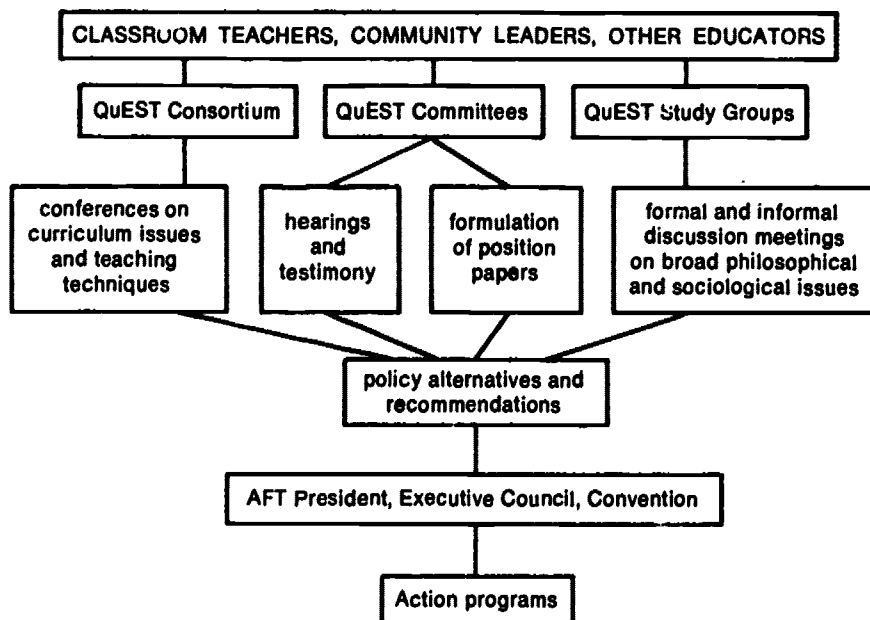 CLASSROOM TEACHERS, COMMUNITY LEADERS, OTHER EDUCATORS
QuEST Consortium
QuEST Committees
QuEST Study Groups
conferences on
curriculum issues
and teaching
techniques
hearings
and
testimony
formulation
of position
papers
formal and informal
discussion meetings
on broad philosophical
and sociological issues
policy alternatives and
recommendations
AFT President, Executive Council, Convention
Action programs